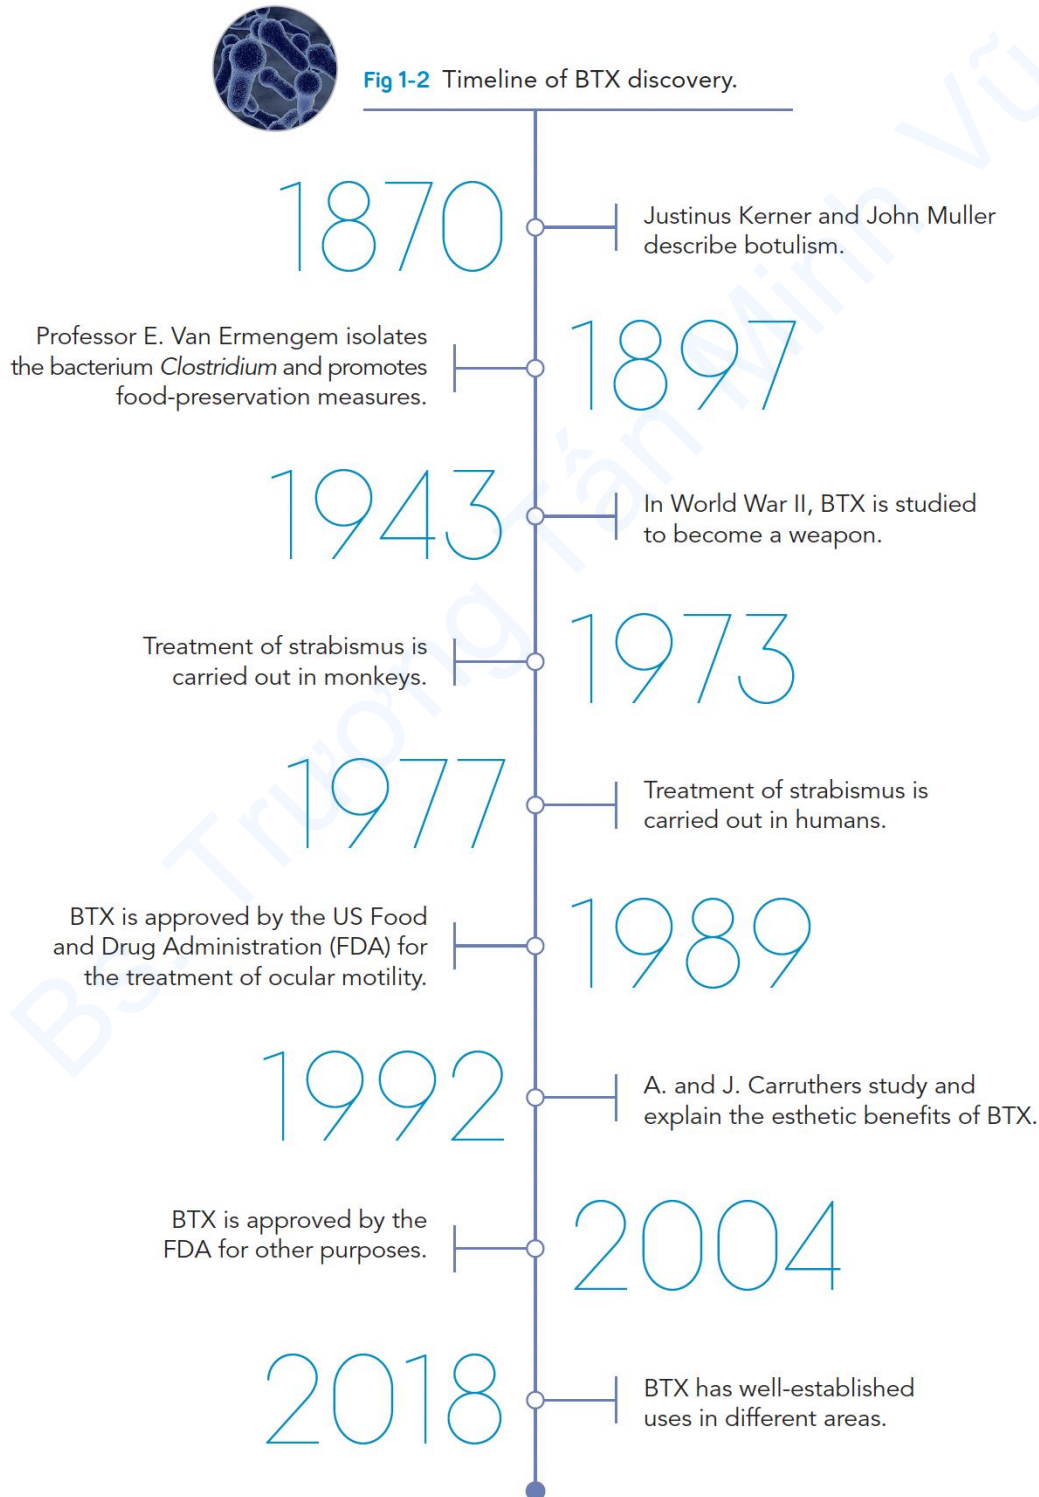 Fig 1-2 Timeline of BTX discovery.
1870
Justinus Kerner and John Muller
describe botulism.
1897
Professor E. Van Ermengem isolates
the bacterium Clostridium and promotes
food-preservation measures.
1943
In World War II, BTX is studied
to become a weapon.
1973
Treatment of strabismus is
carried out in monkeys.
1977
Treatment of strabismus is
carried out in humans.
1989
BTX is approved by the US Food
and Drug Administration (FDA) for
the treatment of ocular motility.
1992
A. and J. Carruthers study and
explain the esthetic benefits of BTX.
2004
BTX is approved by the
FDA for other purposes.
2018
BTX has well-established
uses in different areas.
Bs. Trương Tấn Minh Vũ